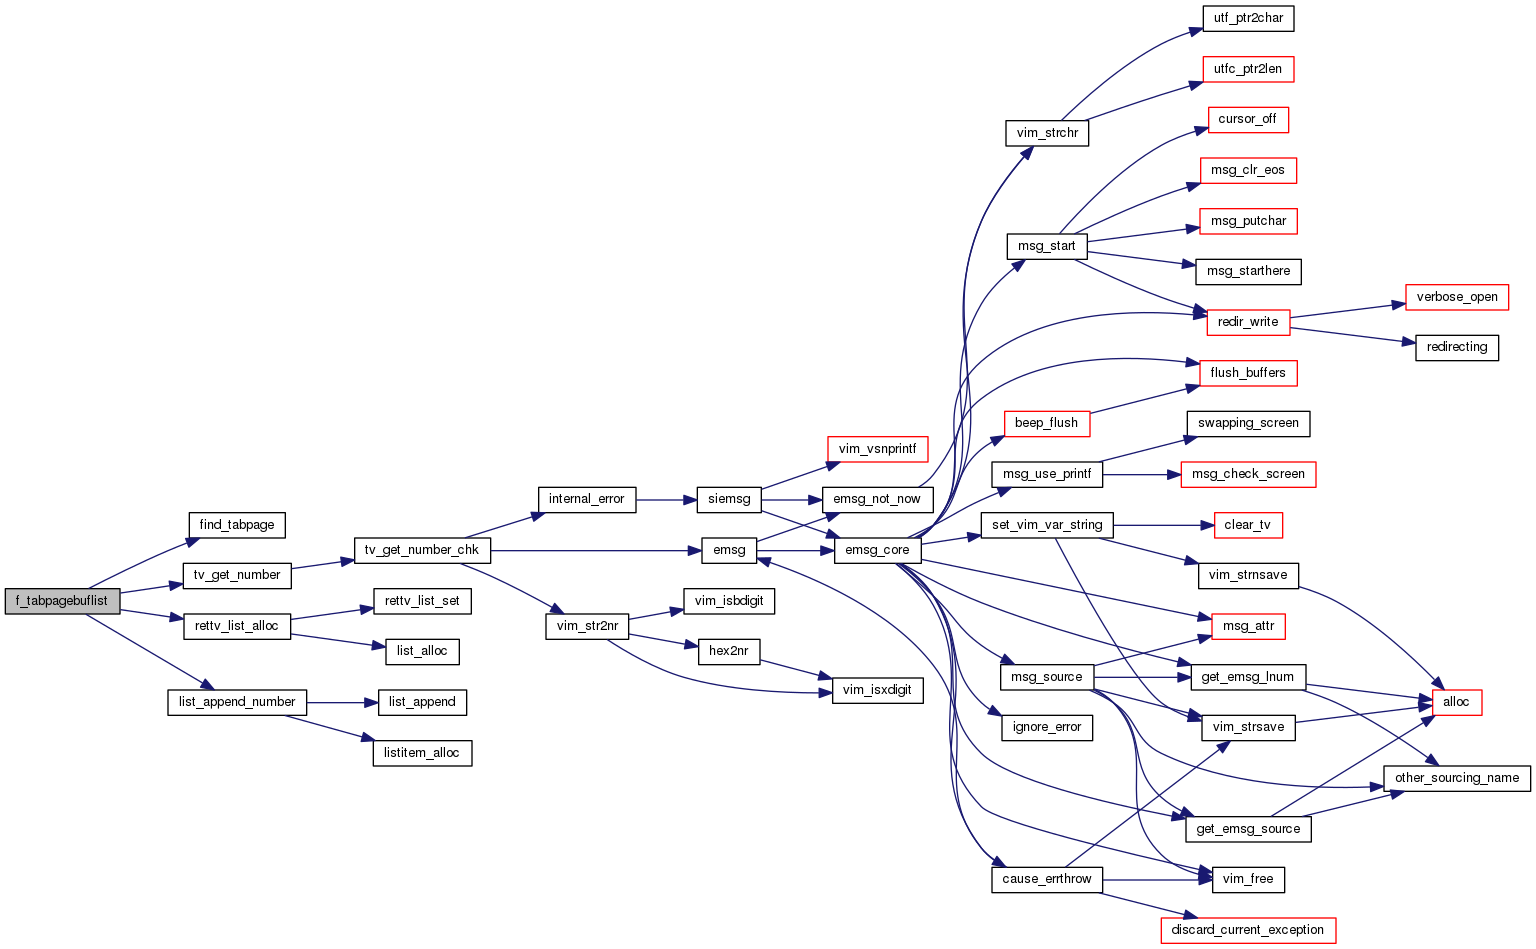 utf_ptr2char
utfc_ptr2len
cursor_off
vim_strchr
msg_clr_eos
msg_putchar
msg_start
msg_starthere
verbose_open
redir_write
redirecting
flush_buffers
beep_flush
swapping_screen
vim_vsnprintf
msg_use_printf
msg_check_screen
internal_error
siemsg
emsg_not_now
find_tabpage
set_vim_var_string
clear_tv
tv_get_number_chk
emsg
emsg_core
tv_get_number
vim_strnsave
f_tabpagebuflist
rettv_list_set
vim_isbdigit
rettv_list_alloc
vim_str2nr
msg_attr
list_alloc
hex2nr
msg_source
get_emsg_lnum
vim_isxdigit
list_append_number
list_append
alloc
ignore_error
vim_strsave
listitem_alloc
other_sourcing_name
get_emsg_source
cause_errthrow
vim_free
discard_current_exception